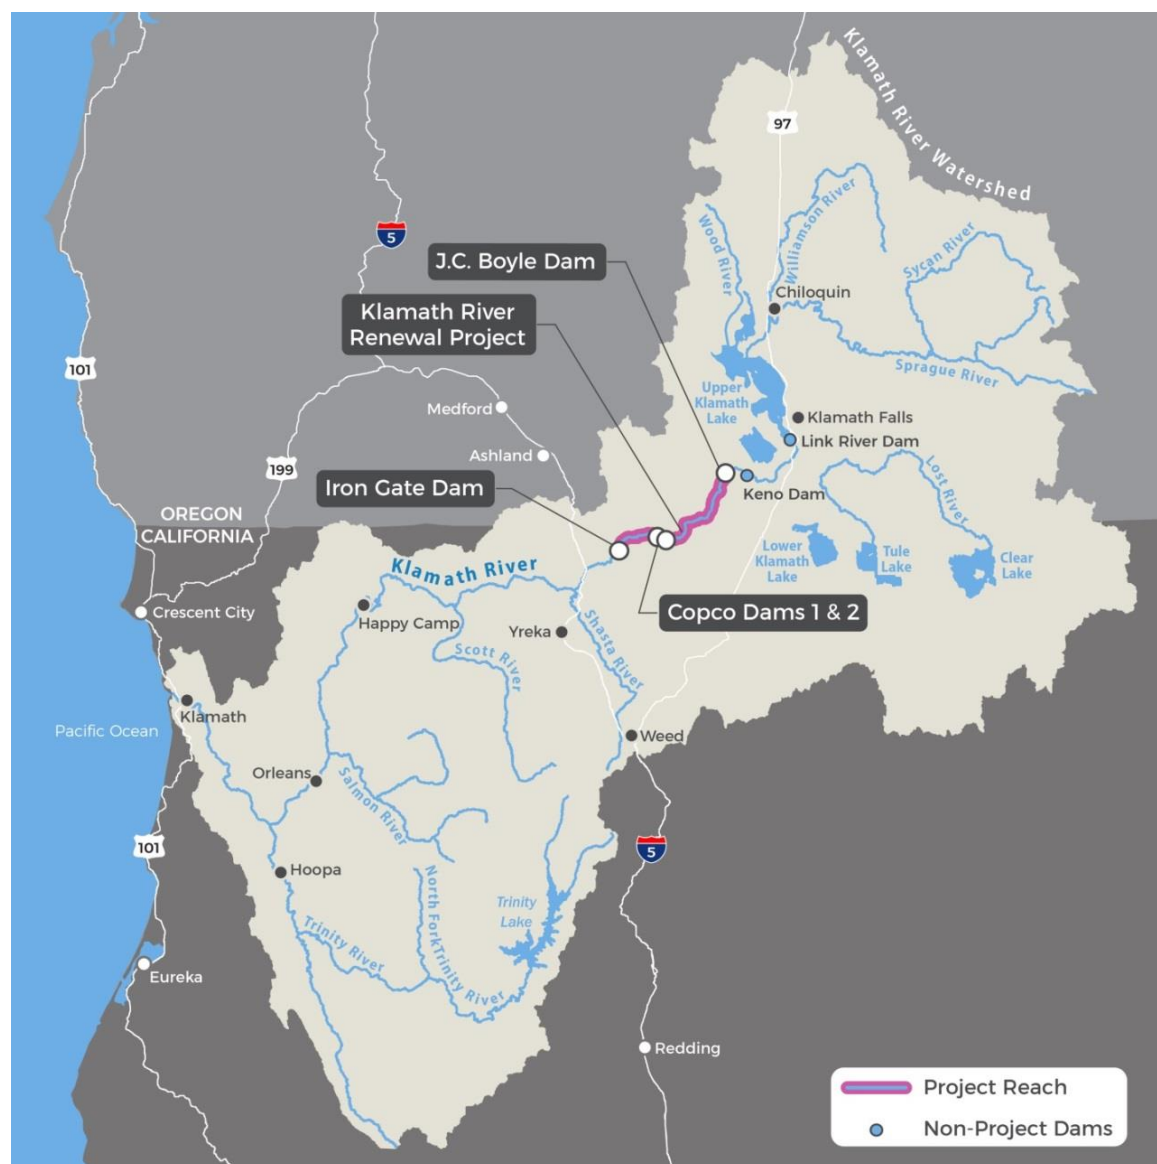 Klamath River Watershed
97
Williamson River
Wood River
Sycan River
5
J.C. Boyle Dam
Chiloquin
Klamath River
Renewal Project
101
Sprague River
Upper
Klamath
Lake
Medford
Klamath Falls
Link River Dam
Ashland
199
Iron Gate Dam
Keno Dam
Lost River
OREGON
CALIFORNIA
Lower
Klamath
Lake
Tule
Lake
Clear
Lake
Klamath River
Crescent City
Happy Camp
Copco Dams 1 & 2
Yreka
Shasta River
Scott River
Klamath
Pacific Ocean
Weed
Orleans
Salmon River
101
5
Hoopa
North Fork Trinity River
Trinity
Lake
Trinity River
Eureka
Redding
Project Reach
Non-Project Dams